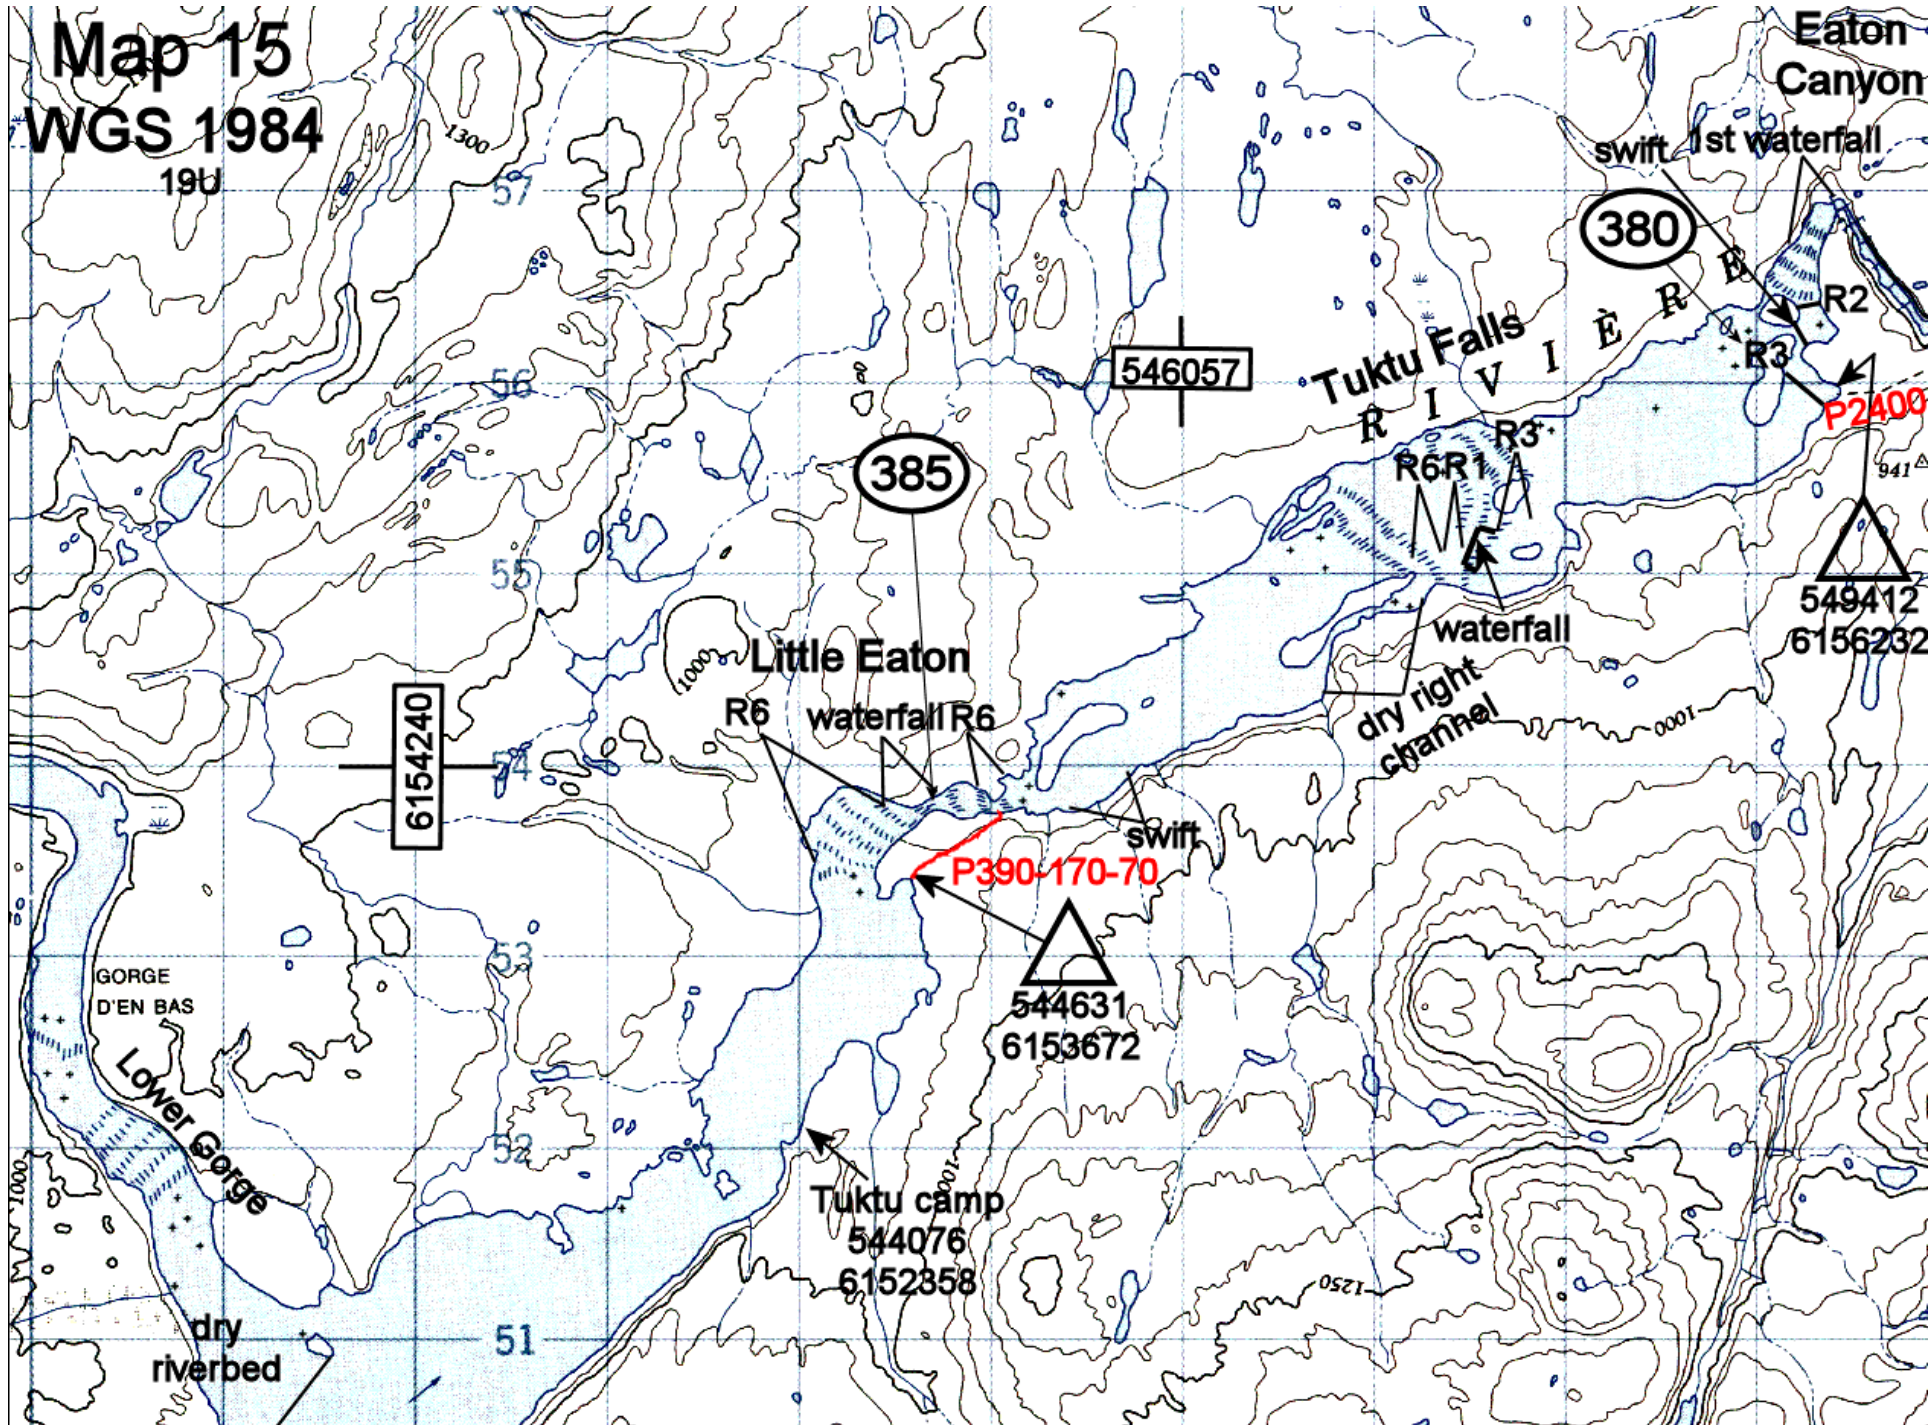 Map 15
WGS 1984
19U
Eaton
Canyon
1st waterfall
swift
380
R2
R3
P2400
941
549412
6156232
Tuktu Falls
RIVIÈRE
R6
R1
R3
waterfall
dry right
channel
1000
546057
385
1300
57
56
55
54
53
52
51
1000
Little Eaton
R6
waterfall
R6
swift
P390-170-70
544631
6153672
6154240
GORGE
D'EN BAS
Lower Gorge
1000
dry
riverbed
Tuktu camp
544076
6152358
1000
1250